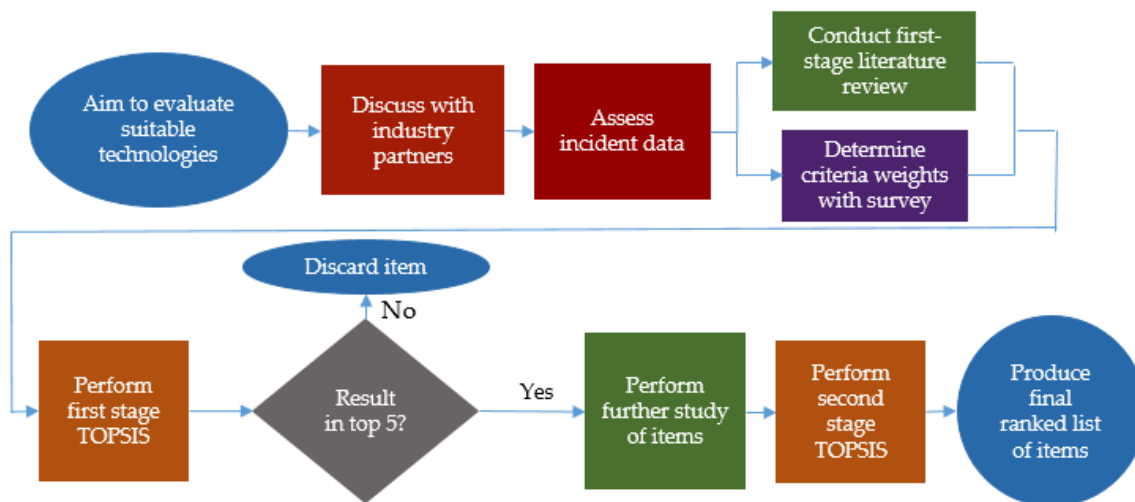 Aim to evaluate
suitable
technologies
Discuss with
industry
partners
Assess
incident data
Conduct first-
stage literature
review
Determine
criteria weights
with survey
Discard item
No
Perform
first stage
TOPSIS
Result
in top 5?
Yes
Perform
further study
of items
Perform
second
stage
TOPSIS
Produce
final
ranked list
of items